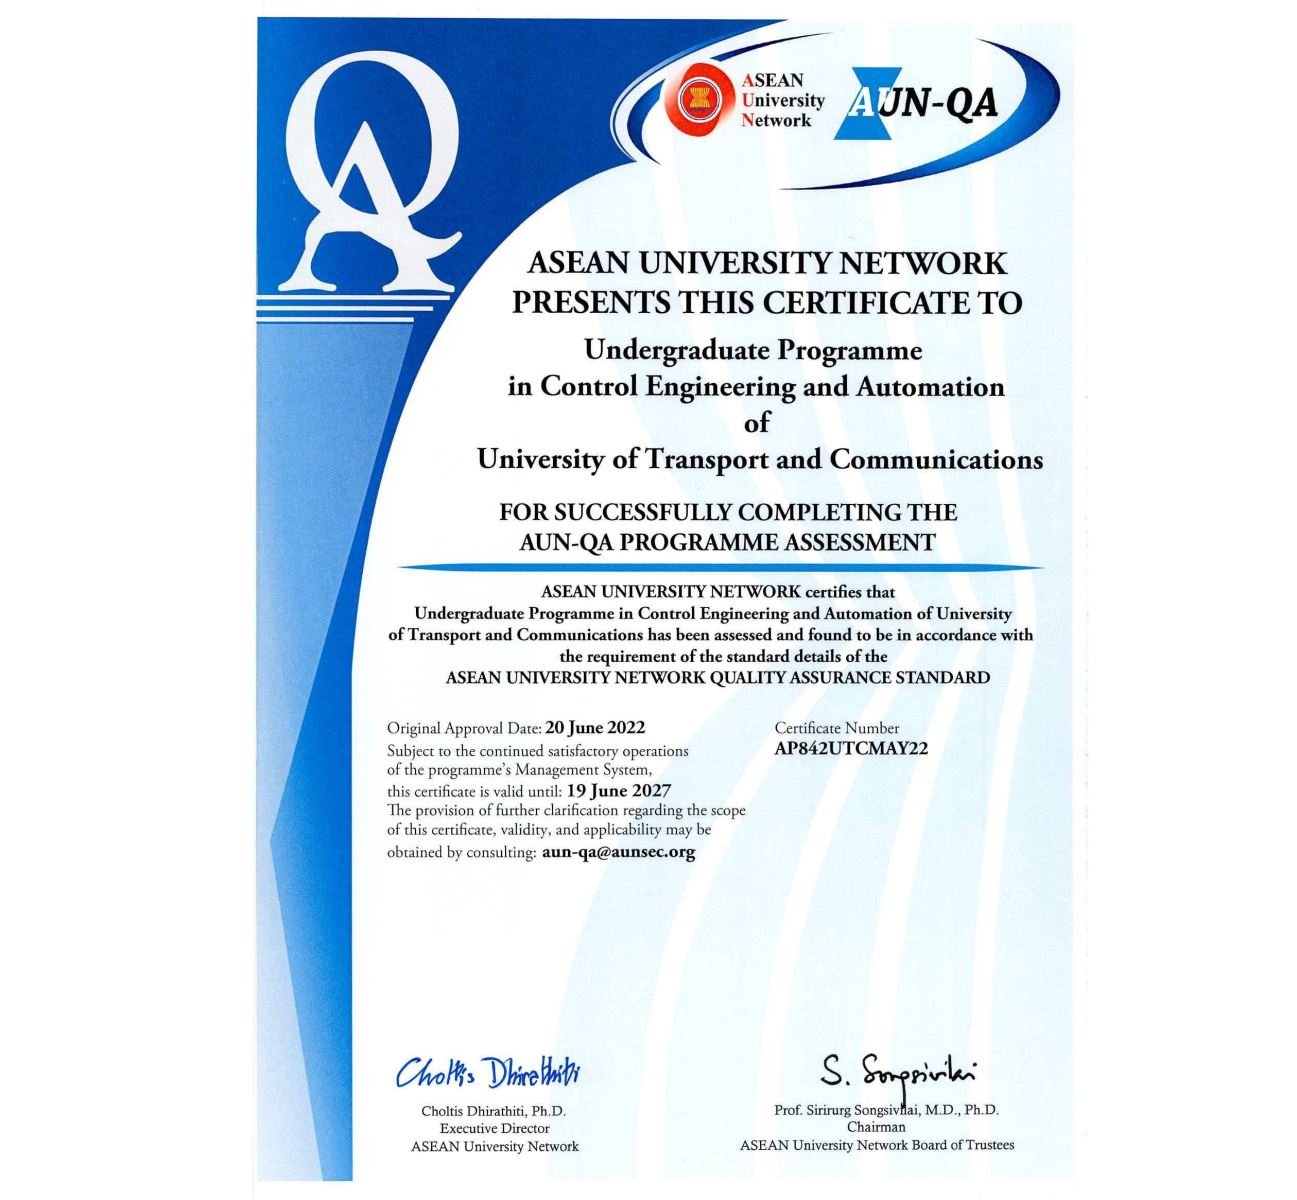 QA
ASEAN
University
Network
AUN-QA
ASEAN UNIVERSITY NETWORK
PRESENTS THIS CERTIFICATE TO
Undergraduate Programme
in Control Engineering and Automation
of
University of Transport and Communications
FOR SUCCESSFULLY COMPLETING THE
AUN-QA PROGRAMME ASSESSMENT
ASEAN UNIVERSITY NETWORK certifies that
Undergraduate Programme in Control Engineering and Automation of University
of Transport and Communications has been assessed and found to be in accordance with
the requirement of the standard details of the
ASEAN UNIVERSITY NETWORK QUALITY ASSURANCE STANDARD
Original Approval Date: 20 June 2022
Subject to the continued satisfactory operations
of the programme's Management System,
this certificate is valid until: 19 June 2027
The provision of further clarification regarding the scope
of this certificate, validity, and applicability may be
obtained by consulting: aun-qa@aunsec.org
Certificate Number
AP842UTCMAY22
Choltis Dhirathiti
Choltis Dhirathiti, Ph.D.
Executive Director
ASEAN University Network
S. Songsivilai
Prof. Sirirurg Songsivilai, M.D., Ph.D.
Chairman
ASEAN University Network Board of Trustees